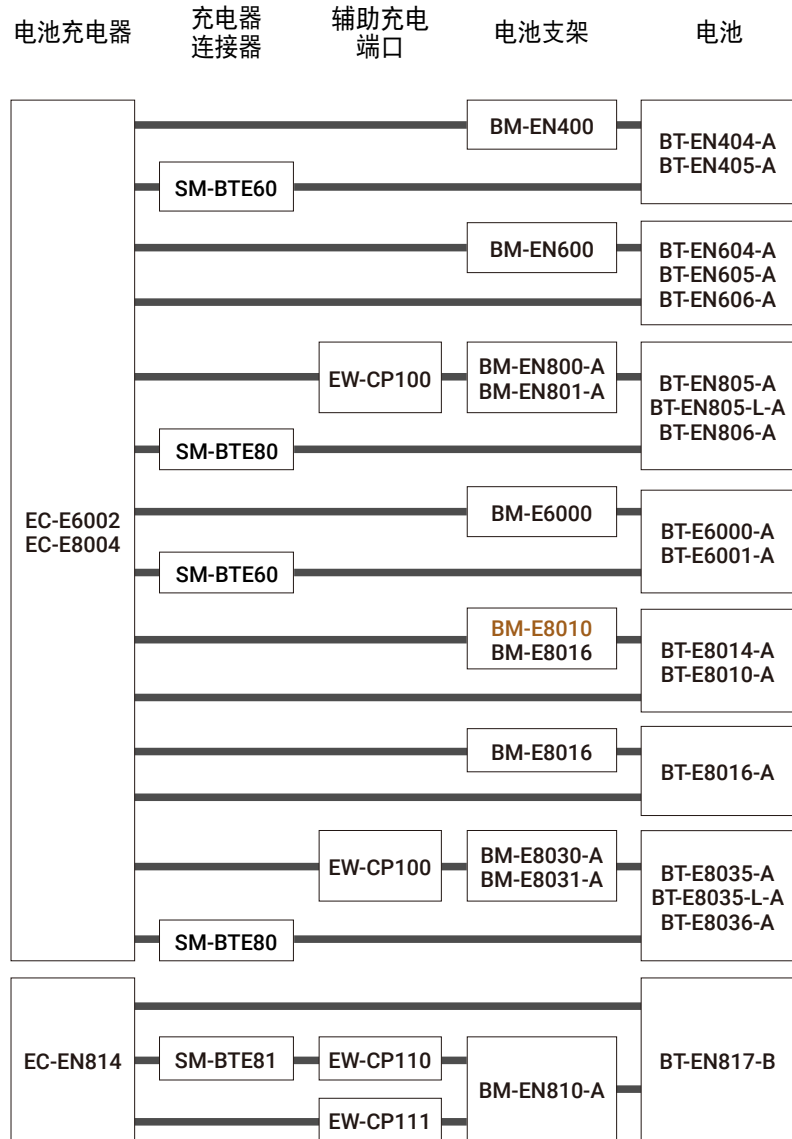 电池充电器
充电器
连接器
辅助充电
端口
电池支架
电池
EC-E6002
EC-E8004
BM-EN400
BT-EN404-A
BT-EN405-A
SM-BTE60
BM-EN600
BT-EN604-A
BT-EN605-A
BT-EN606-A
EW-CP100
BM-EN800-A
BM-EN801-A
BT-EN805-A
BT-EN805-L-A
BT-EN806-A
SM-BTE80
BM-E6000
BT-E6000-A
BT-E6001-A
SM-BTE60
BM-E8010
BM-E8016
BT-E8014-A
BT-E8010-A
BM-E8016
BT-E8016-A
EW-CP100
BM-E8030-A
BM-E8031-A
BT-E8035-A
BT-E8035-L-A
BT-E8036-A
SM-BTE80
EC-EN814
SM-BTE81
EW-CP110
BM-EN810-A
BT-EN817-B
EW-CP111